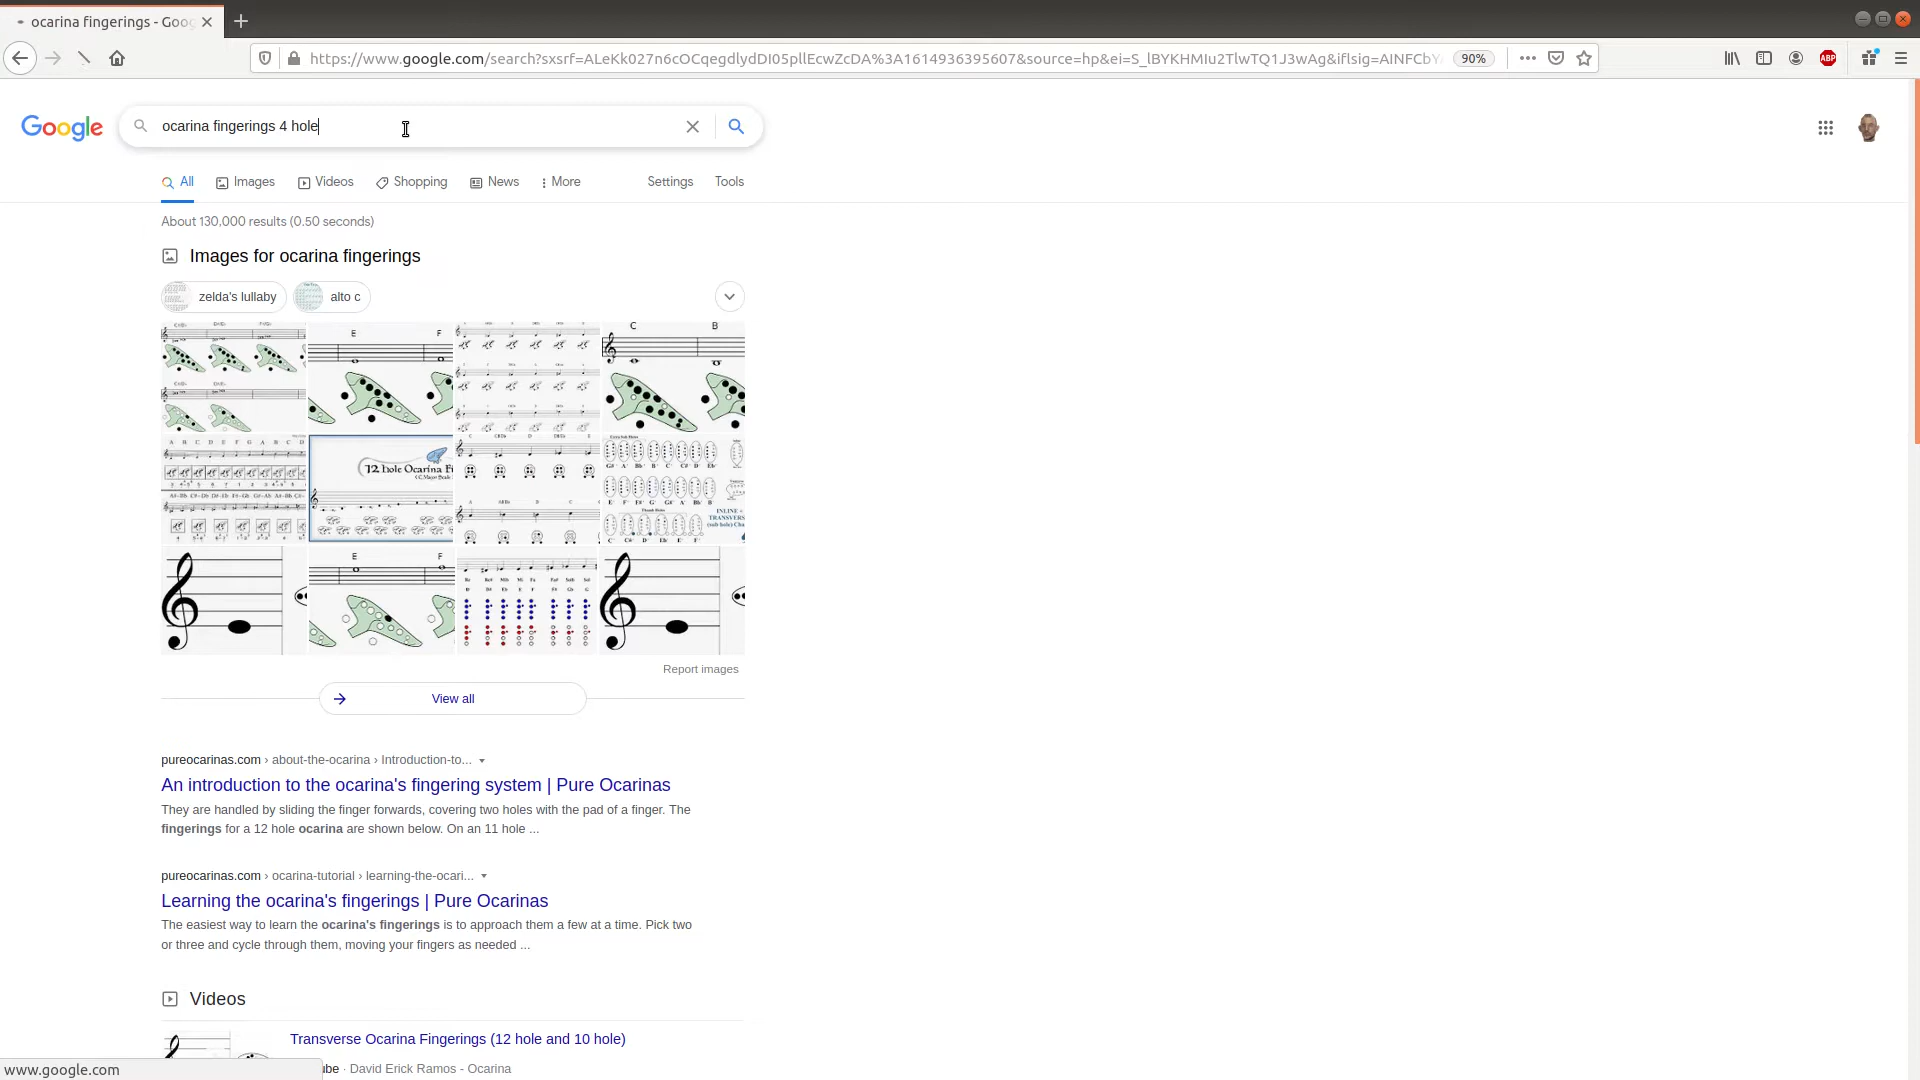 ocarina fingerings - Goog
https://www.google.com/search?sxsrf=ALeKk027n6cOCqegdlydDI05pllEcwZcDA%3A1614936395607&source=hp&ei=S_lBYKHMIu2TlwTQ1J3wAg&iflsig=AINFCbY
90%
ABP
Google
ocarina fingerings 4 hole
All
Images
Videos
Shopping
News
More
Settings
Tools
About 130,000 results (0.50 seconds)
Images for ocarina fingerings
zelda's lullaby
alto c
E F
C B
A B C D E F G A B C D
12 hole Ocarina Fi
E F
Report images
View all
pureocarinas.com › about-the-ocarina › Introduction-to...
An introduction to the ocarina's fingering system | Pure Ocarinas
They are handled by sliding the finger forwards, covering two holes with the pad of a finger. The
fingerings for a 12 hole ocarina are shown below. On an 11 hole ...
pureocarinas.com › ocarina-tutorial › learning-the-ocari...
Learning the ocarina's fingerings | Pure Ocarinas
The easiest way to learn the ocarina's fingerings is to approach them a few at a time. Pick two
or three and cycle through them, moving your fingers as needed ...
Videos
Transverse Ocarina Fingerings (12 hole and 10 hole)
ube · David Erick Ramos - Ocarina
www.google.com